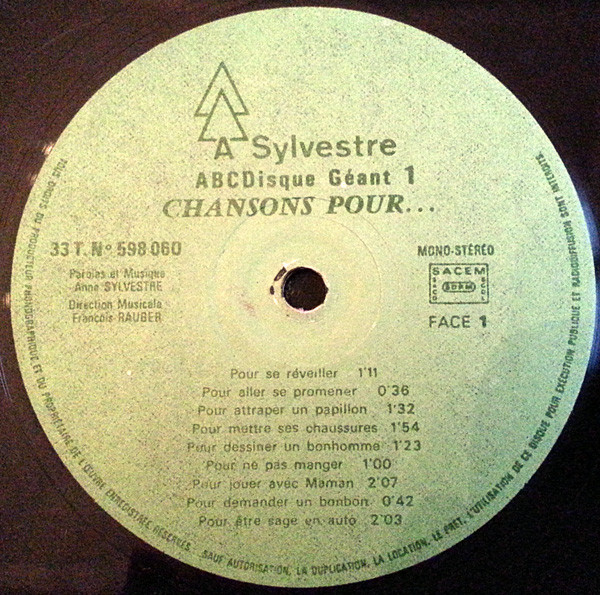 A Sylvestre
ABCDisque Géant 1
CHANSONS POUR...
33 T. N° 598 060
MONO-STÉRÉO
Paroles et Musique
Anne SYLVESTRE
Direction Musicale
François RAUBER
SACEM
SACD
SDRM
SGDL
FACE 1
Pour se réveiller 1'11
Pour aller se promener 0'36
Pour attraper un papillon 1'32
Pour mettre ses chaussures 1'54
Pour dessiner un bonhomme 1'23
Pour ne pas manger 1'00
Pour jouer avec Maman 2'07
Pour demander un bonbon 0'42
Pour être sage en auto 2'03
TOUS DROITS DU PRODUCTEUR PHONOGRAPHIQUE ET DU PROPRIETAIRE DE L'ŒUVRE ENREGISTREE RESERVES. SAUF AUTORISATION, LA DUPLICATION, LA LOCATION, LE PRET, L'UTILISATION DE CE DISQUE POUR EXECUTION PUBLIQUE ET RADIODIFFUSION SONT INTERDITS.